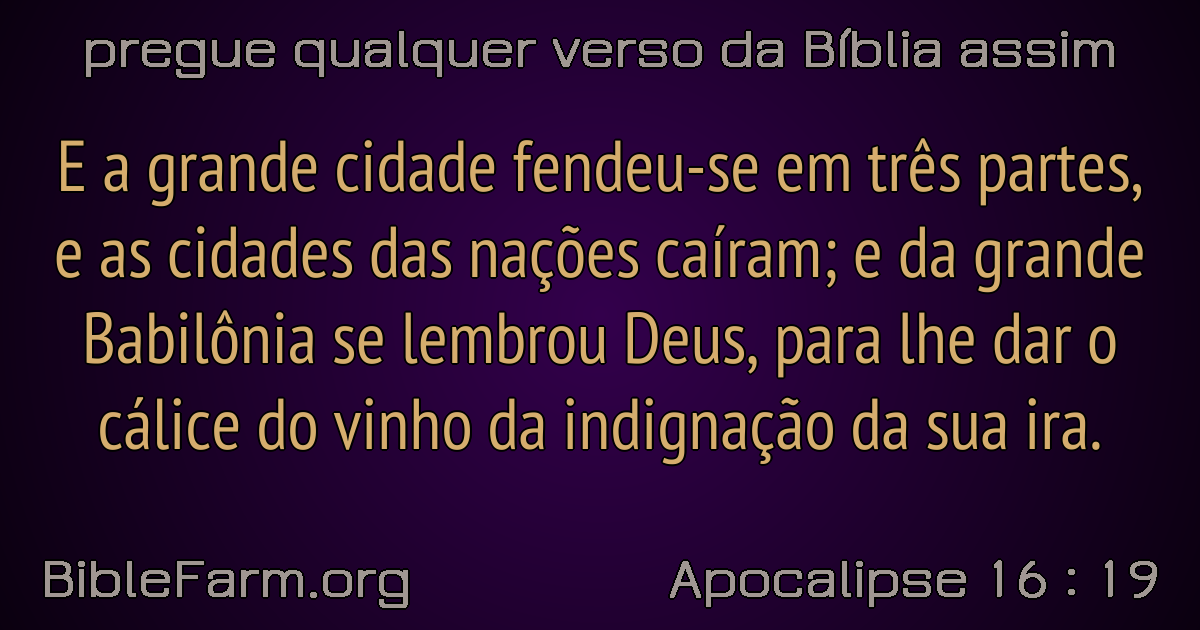 pregue qualquer verso da Bíblia assim
E a grande cidade fendeu-se em três partes,
e as cidades das nações caíram; e da grande
Babilônia se lembrou Deus, para lhe dar o
cálice do vinho da indignação da sua ira.
BibleFarm.org
Apocalipse 16 : 19